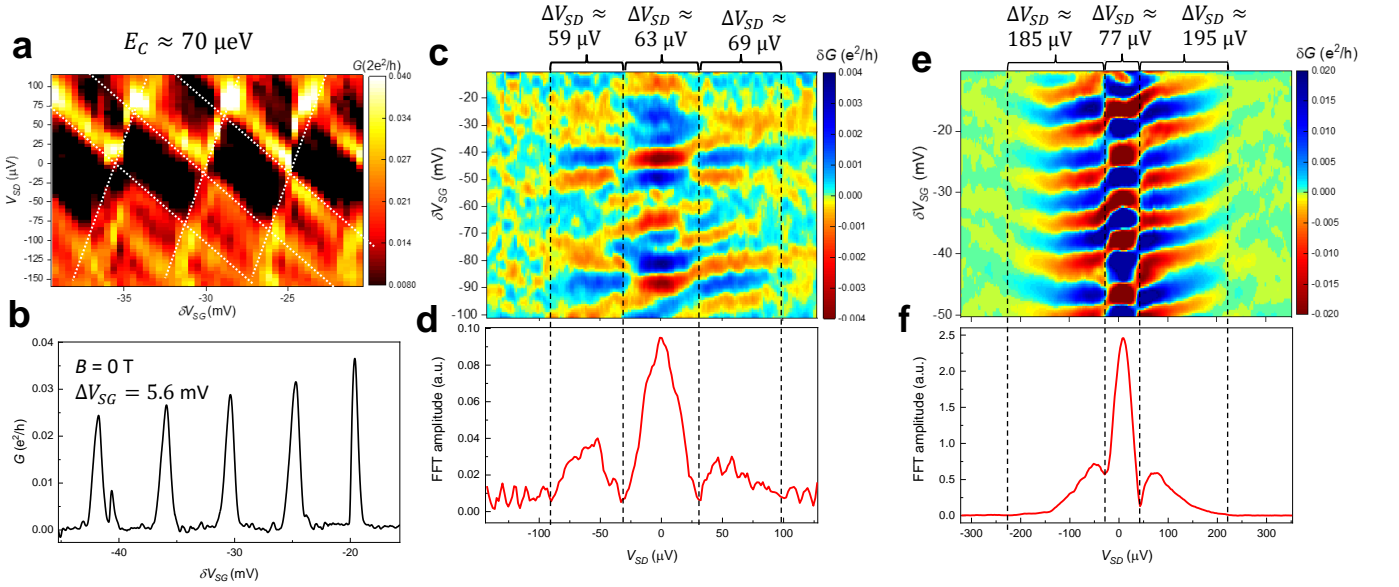 a
E_C ≈ 70 μeV
G(2e²/h)
0.040
0.034
0.027
0.021
0.014
0.0080
100
75
50
25
0
-25
-50
-75
-100
-125
-150
V_SD (μV)
-35
-30
-25
δV_SG (mV)
b
B = 0 T
ΔV_SG = 5.6 mV
0.04
0.03
0.02
0.01
0.00
G (e²/h)
-40
-30
-20
δV_SG (mV)
c
ΔV_SD ≈ 59 μV
ΔV_SD ≈ 63 μV
ΔV_SD ≈ 69 μV
δG (e²/h)
0.004
0.003
0.002
0.001
0.000
-0.001
-0.002
-0.003
-0.004
-20
-30
-40
-50
-60
-70
-80
-90
-100
δV_SG (mV)
d
0.10
0.08
0.06
0.04
0.02
0.00
FFT amplitude (a.u.)
-100
-50
0
50
100
V_SD (μV)
e
ΔV_SD ≈ 185 μV
ΔV_SD ≈ 77 μV
ΔV_SD ≈ 195 μV
δG (e²/h)
0.020
0.015
0.010
0.005
0.000
-0.005
-0.010
-0.015
-0.020
-20
-30
-40
-50
δV_SG (mV)
f
2.5
2.0
1.5
1.0
0.5
0.0
FFT amplitude (a.u.)
-300
-200
-100
0
100
200
300
V_SD (μV)